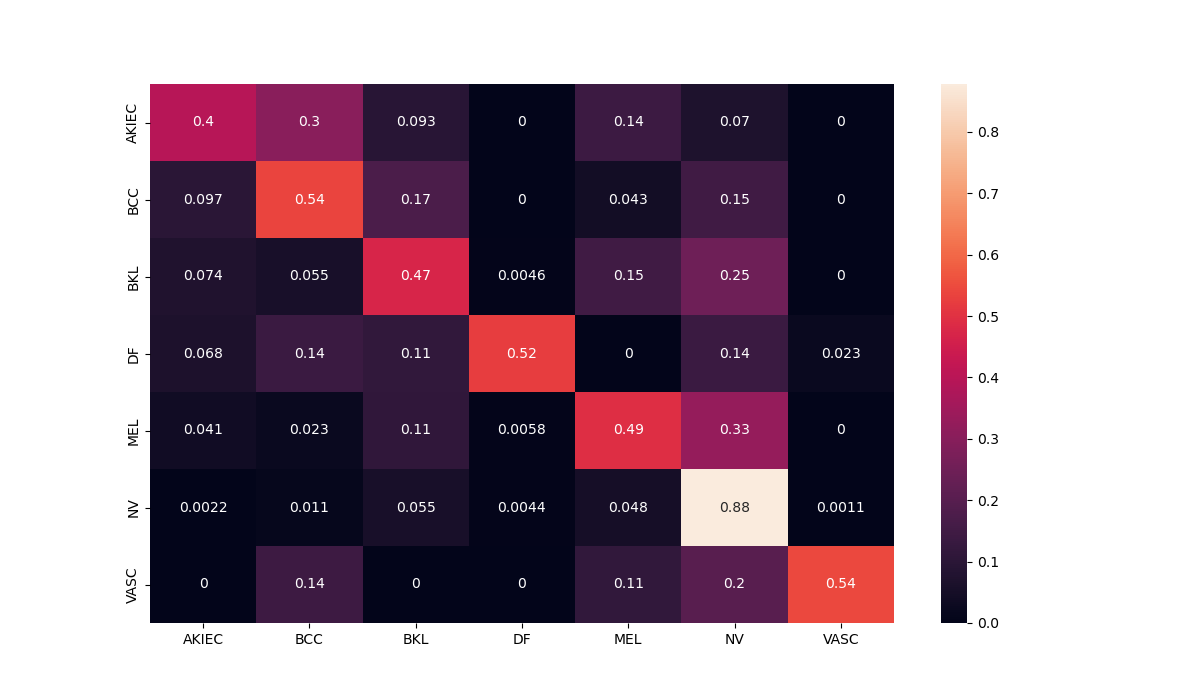 AKIEC 0.4 0.3 0.093 0 0.14 0.07 0
BCC 0.097 0.54 0.17 0 0.043 0.15 0
BKL 0.074 0.055 0.47 0.0046 0.15 0.25 0
DF 0.068 0.14 0.11 0.52 0 0.14 0.023
MEL 0.041 0.023 0.11 0.0058 0.49 0.33 0
NV 0.0022 0.011 0.055 0.0044 0.048 0.88 0.0011
VASC 0 0.14 0 0 0.11 0.2 0.54
AKIEC BCC BKL DF MEL NV VASC
0.8
0.7
0.6
0.5
0.4
0.3
0.2
0.1
0.0